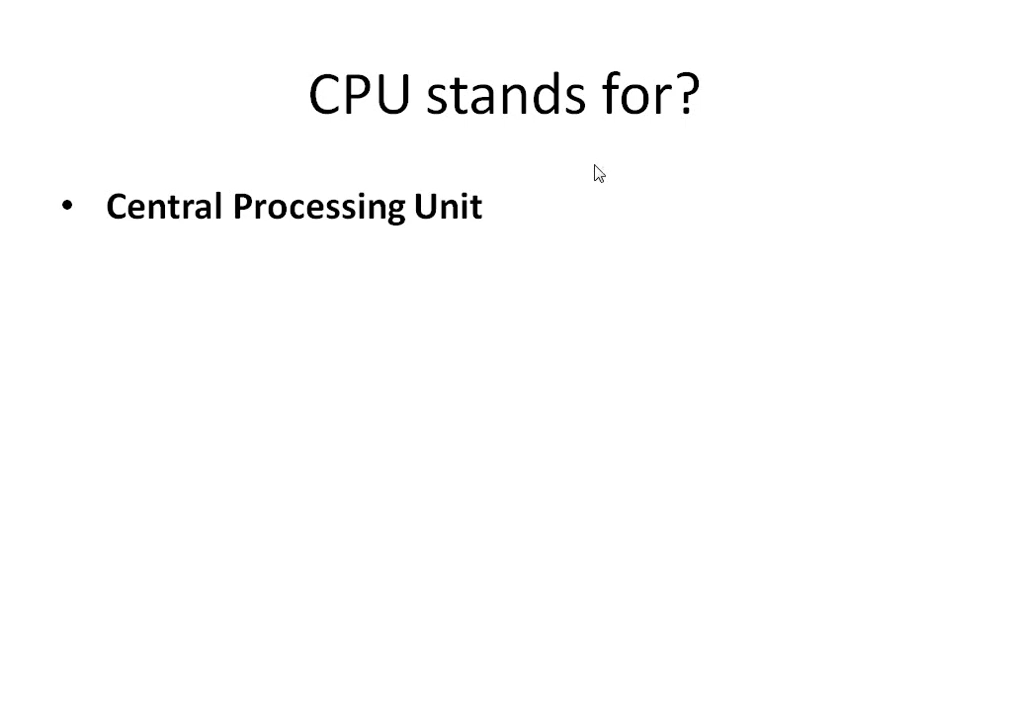 CPU stands for?
• Central Processing Unit